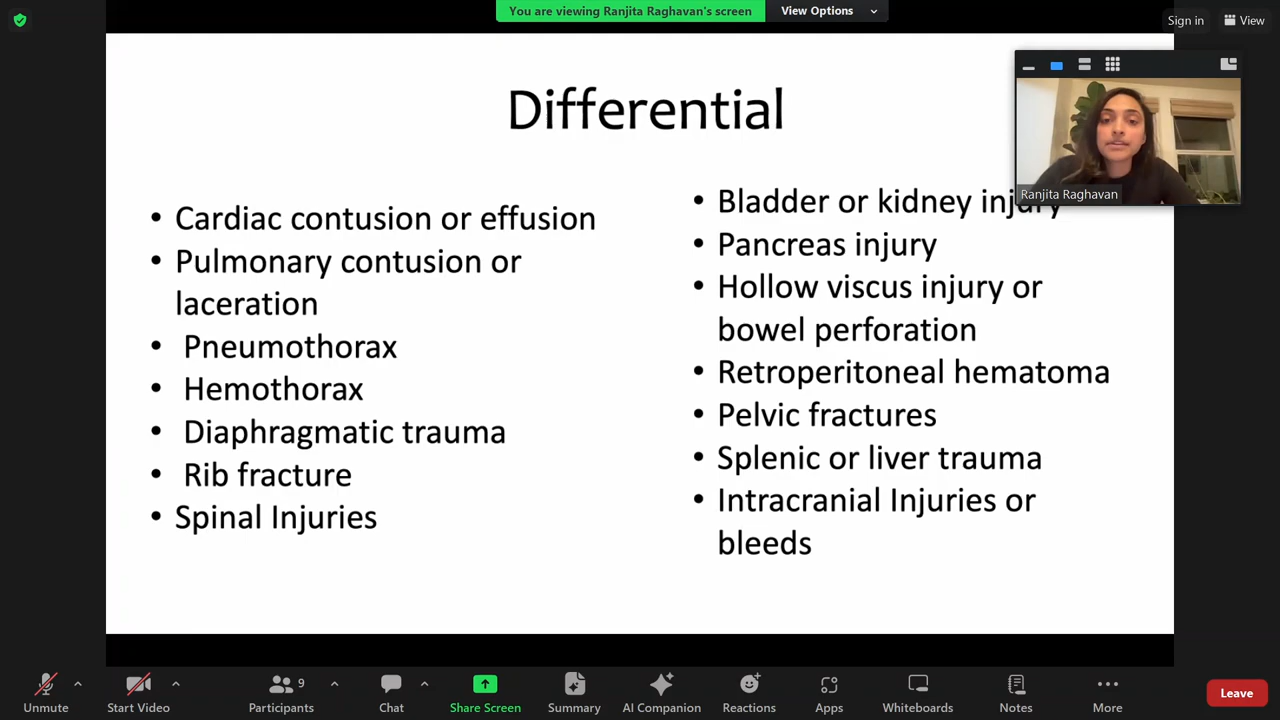 You are viewing Ranjita Raghavan's screen
View Options
Sign in
View
Differential
• Cardiac contusion or effusion
• Pulmonary contusion or
laceration
• Pneumothorax
• Hemothorax
• Diaphragmatic trauma
• Rib fracture
• Spinal Injuries
• Bladder or kidney injury
• Pancreas injury
• Hollow viscus injury or
bowel perforation
• Retroperitoneal hematoma
• Pelvic fractures
• Splenic or liver trauma
• Intracranial Injuries or
bleeds
Ranjita Raghavan
Unmute
Start Video
9
Participants
Chat
Share Screen
Summary
AI Companion
Reactions
Apps
Whiteboards
Notes
More
Leave